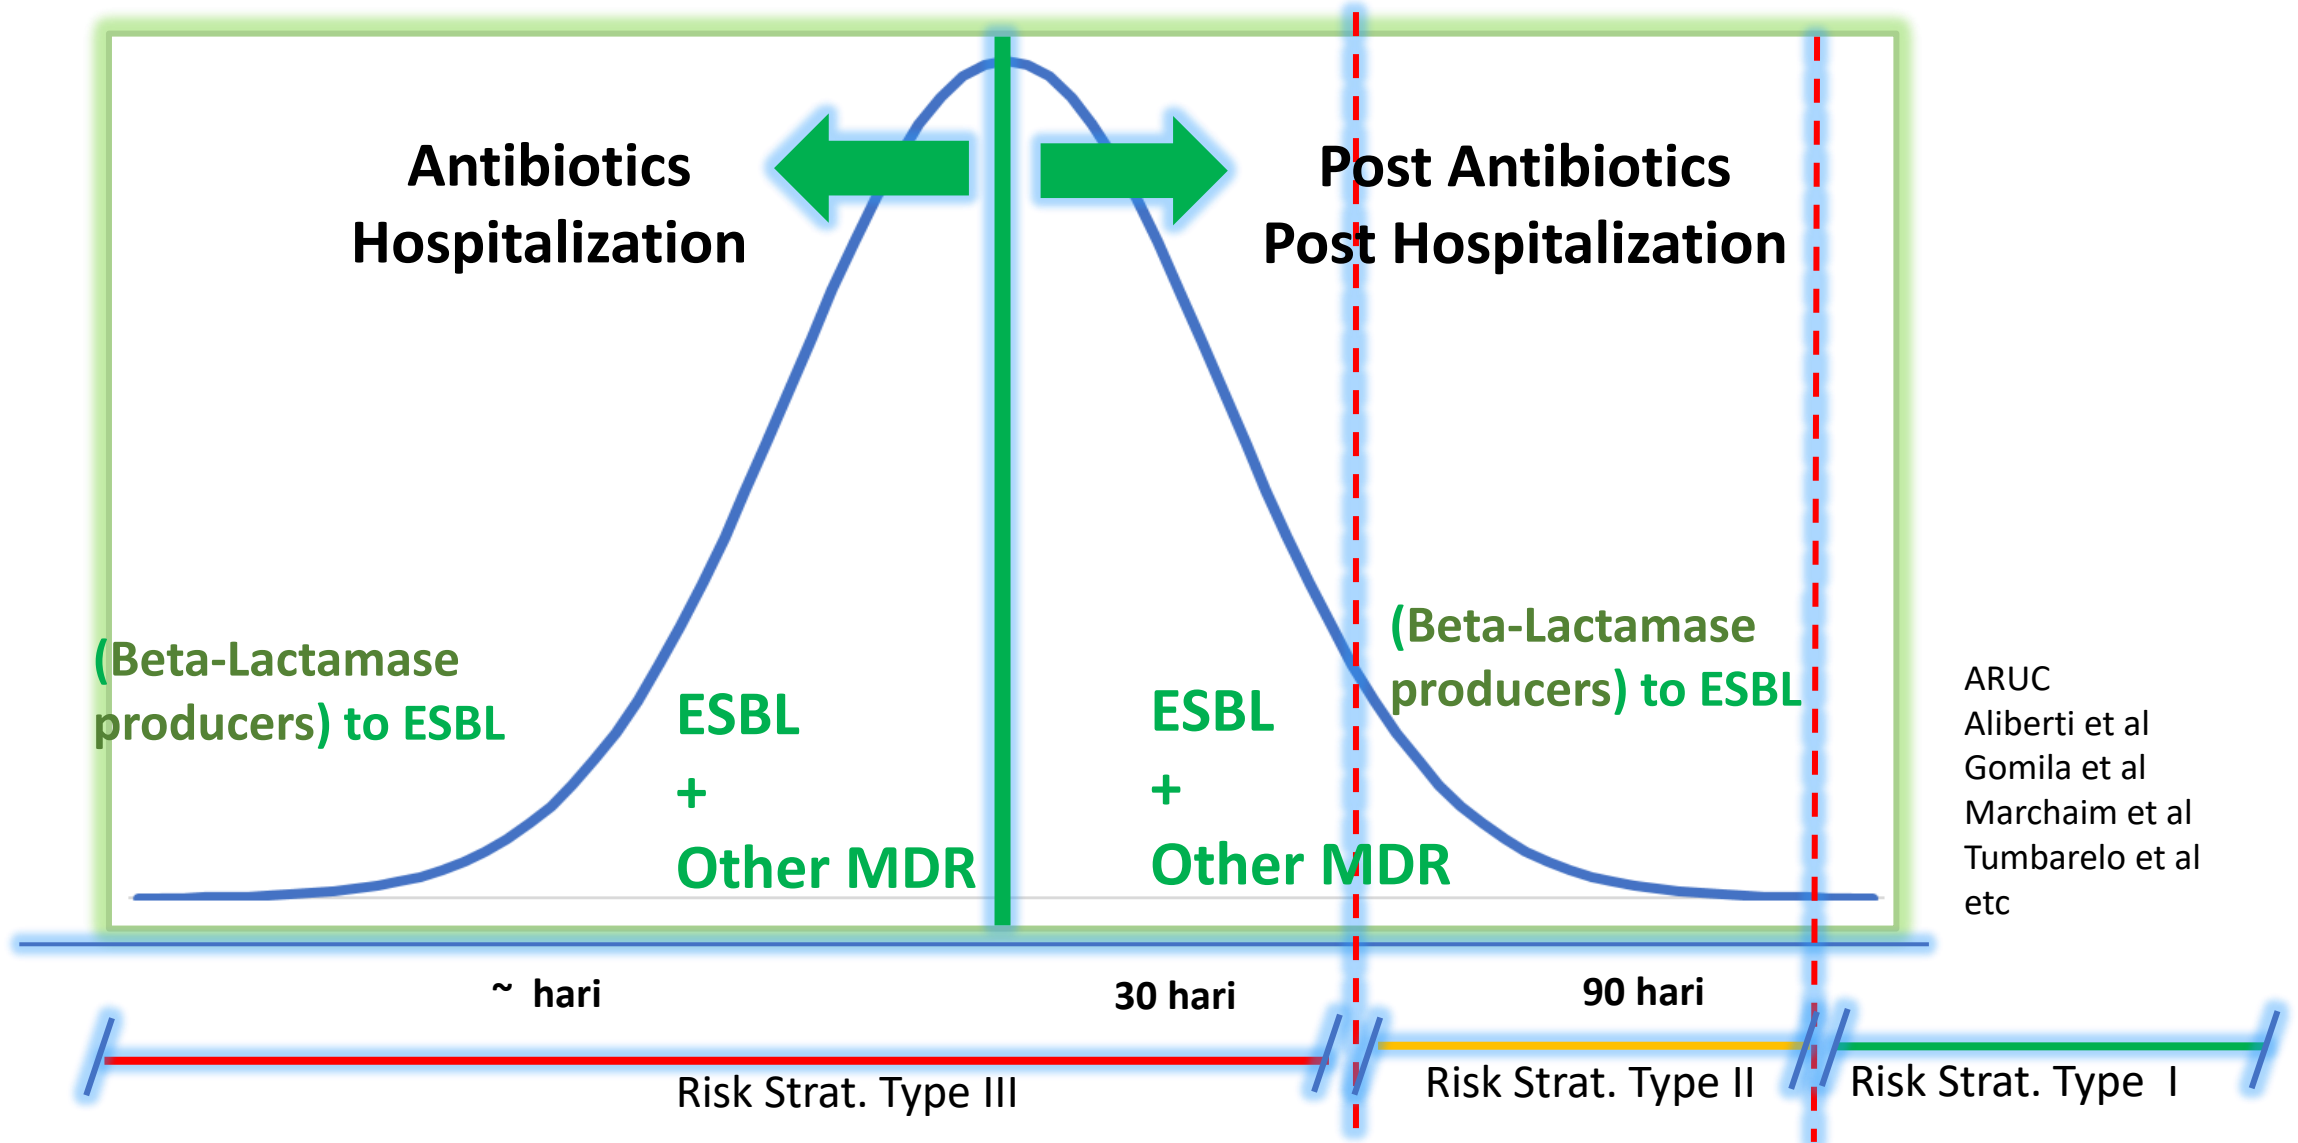 Antibiotics
Hospitalization
Post Antibiotics
Post Hospitalization
(Beta-Lactamase
producers) to ESBL
ESBL
+
Other MDR
ESBL
+
Other MDR
(Beta-Lactamase
producers) to ESBL
ARUC
Aliberti et al
Gomila et al
Marchaim et al
Tumbarelo et al
etc
~ hari
30 hari
90 hari
Risk Strat. Type III
Risk Strat. Type II
Risk Strat. Type I